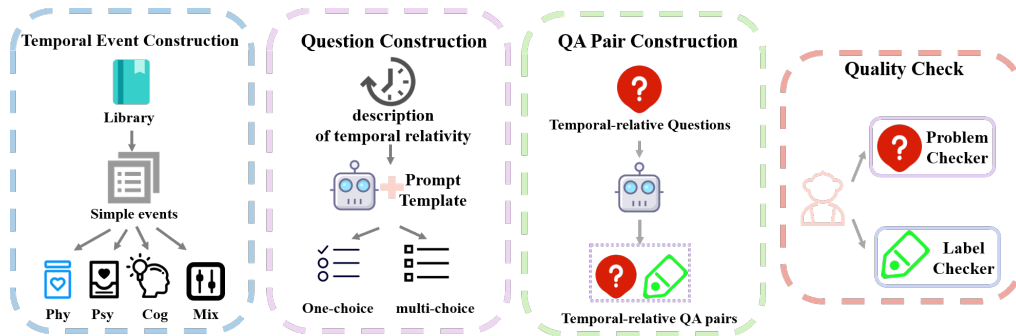 Temporal Event Construction
Library
Simple events
Phy
Psy
Cog
Mix
Question Construction
description
of temporal relativity
Prompt
Template
One-choice
multi-choice
QA Pair Construction
?
Temporal-relative Questions
?
Temporal-relative QA pairs
Quality Check
?
Problem
Checker
Label
Checker